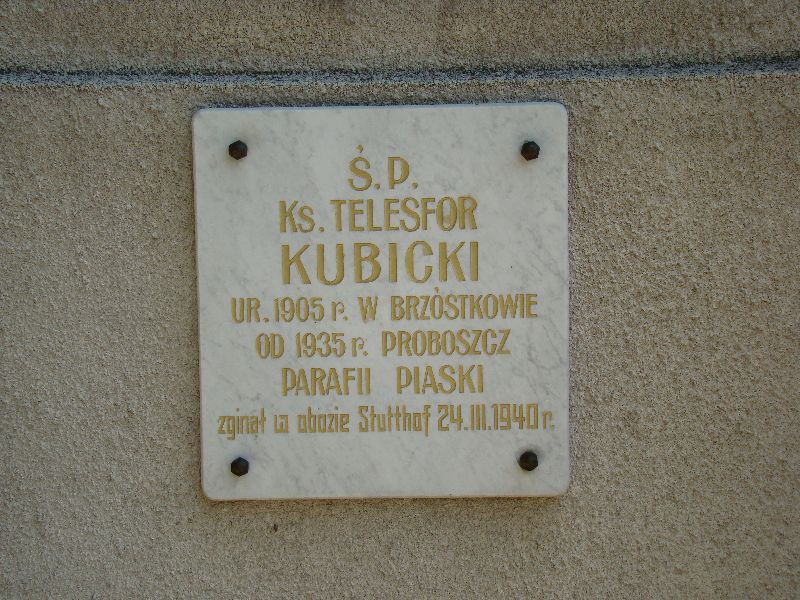 Ś.P.
Ks. TELESFOR
KUBICKI
UR. 1905 r. W BRZÓSTKOWIE
OD 1935 r. PROBOSZCZ
PARAFII PIASKI
zginął w obozie Stutthof 24.III.1940 r.